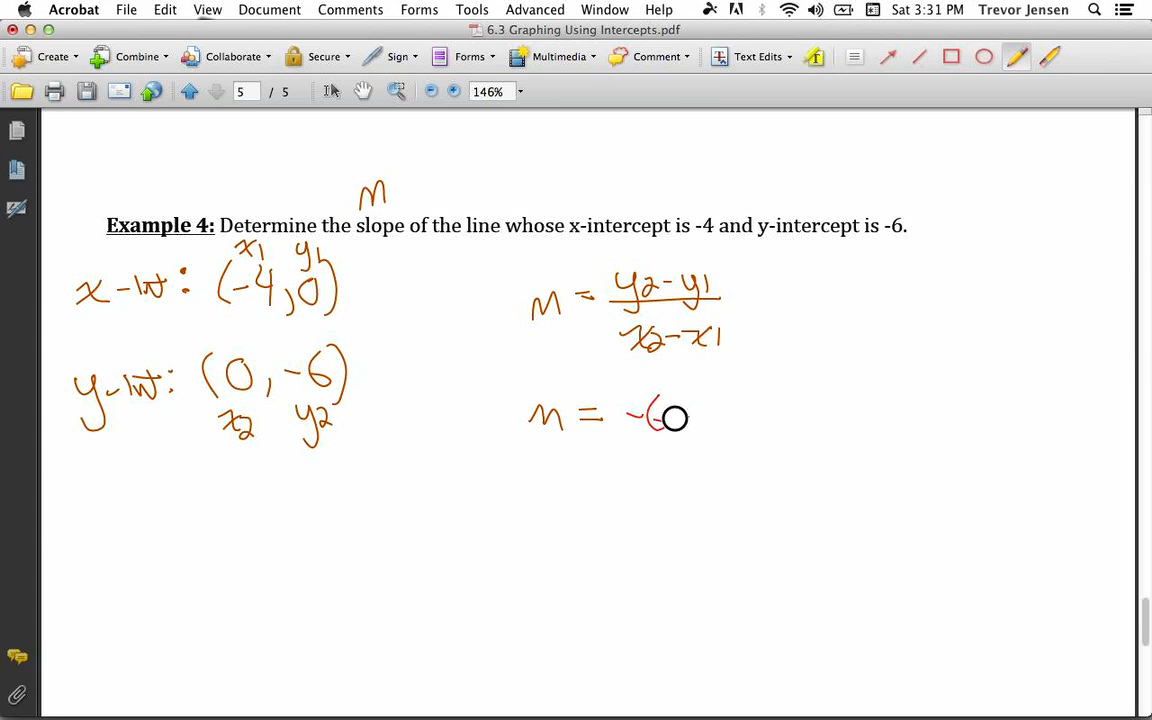 Acrobat File Edit View Document Comments Forms Tools Advanced Window Help Sat 3:31 PM Trevor Jensen
6.3 Graphing Using Intercepts.pdf
Create Combine Collaborate Secure Sign Forms Multimedia Comment Text Edits
5 / 5 146%
m
Example 4: Determine the slope of the line whose x-intercept is -4 and y-intercept is -6.
x1 y1
x-int: (-4, 0)
m = y2 - y1
x2 - x1
y-int: (0, -6)
x2 y2
m = -6